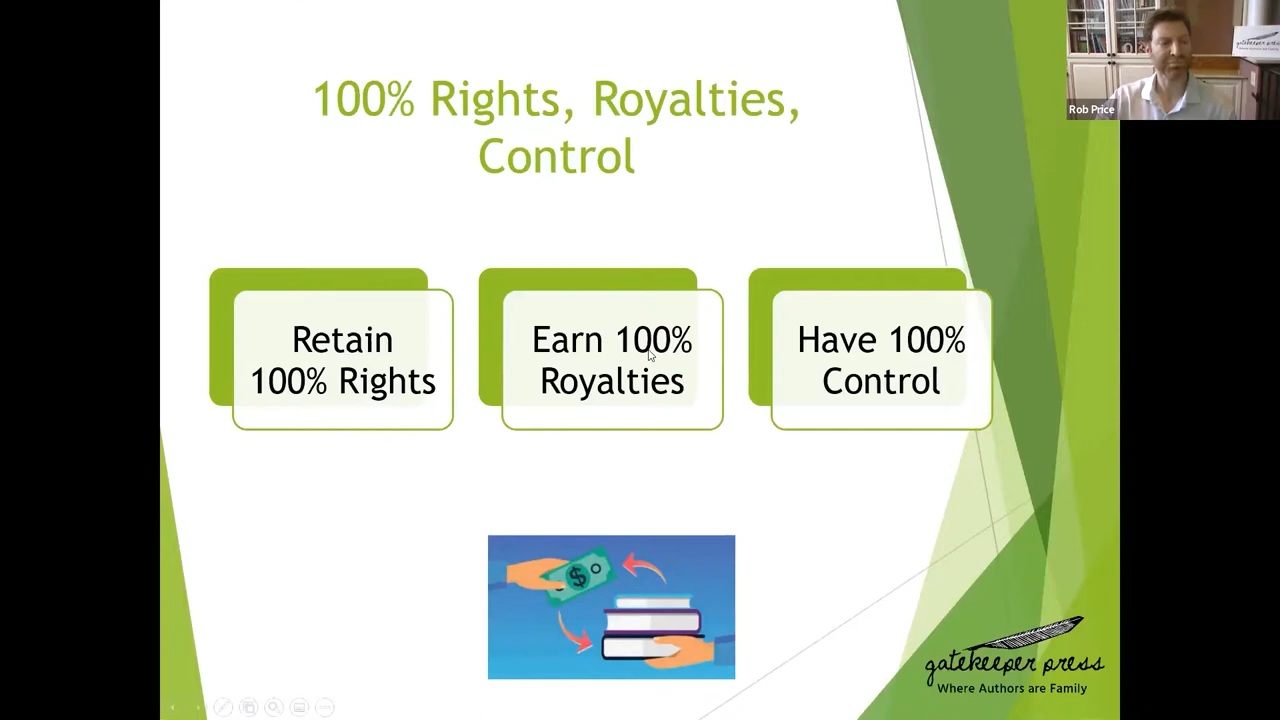 100% Rights, Royalties,
Control
Rob Price
Retain
100% Rights
Earn 100%
Royalties
Have 100%
Control
$
gatekeeper press
Where Authors are Family